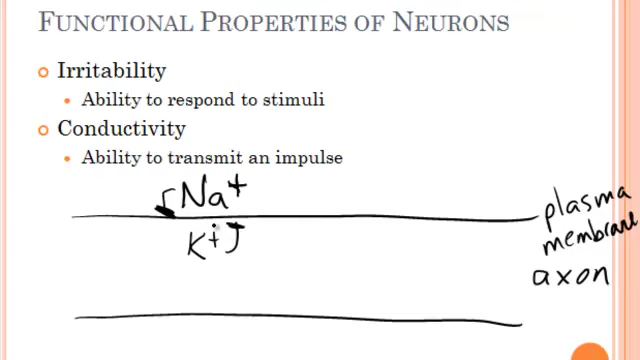 FUNCTIONAL PROPERTIES OF NEURONS
Irritability
Ability to respond to stimuli
Conductivity
Ability to transmit an impulse
Na+
K+
plasma
membrane
axon